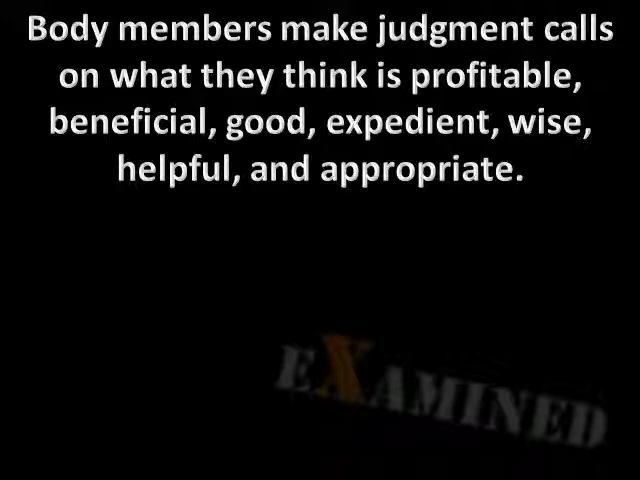 Body members make judgment calls
on what they think is profitable,
beneficial, good, expedient, wise,
helpful, and appropriate.
EXAMINED